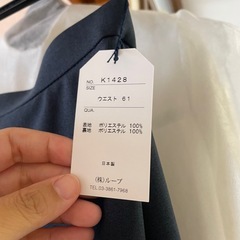 NO. K1428
SIZE
ウエスト 61
QUA.
表地 ポリエステル 100%
裏地 ポリエステル 100%
日本製
(株)ループ
TEL.03-3861-7968